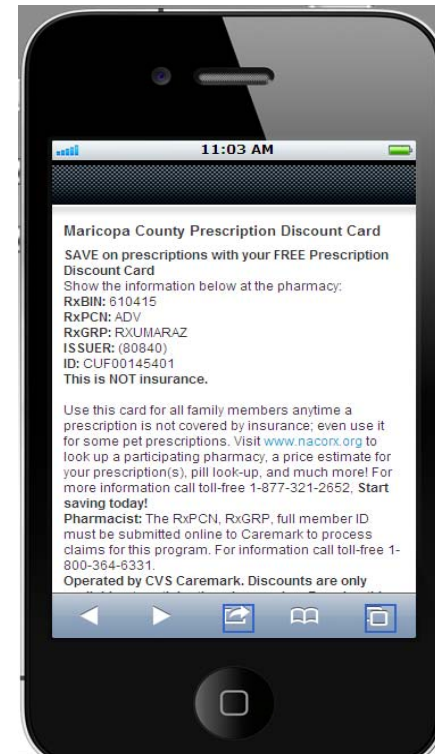 11:03 AM
Maricopa County Prescription Discount Card
SAVE on prescriptions with your FREE Prescription
Discount Card
Show the information below at the pharmacy:
RxBIN: 610415
RxPCN: ADV
RxGRP: RXUMARAZ
ISSUER: (80840)
ID: CUF00145401
This is NOT insurance.
Use this card for all family members anytime a
prescription is not covered by insurance; even use it
for some pet prescriptions. Visit www.nacorx.org to
look up a participating pharmacy, a price estimate for
your prescription(s), pill look-up, and much more! For
more information call toll-free 1-877-321-2652, Start
saving today!
Pharmacist: The RxPCN, RxGRP, full member ID
must be submitted online to Caremark to process
claims for this program. For information call toll-free 1-
800-364-6331.
Operated by CVS Caremark. Discounts are only